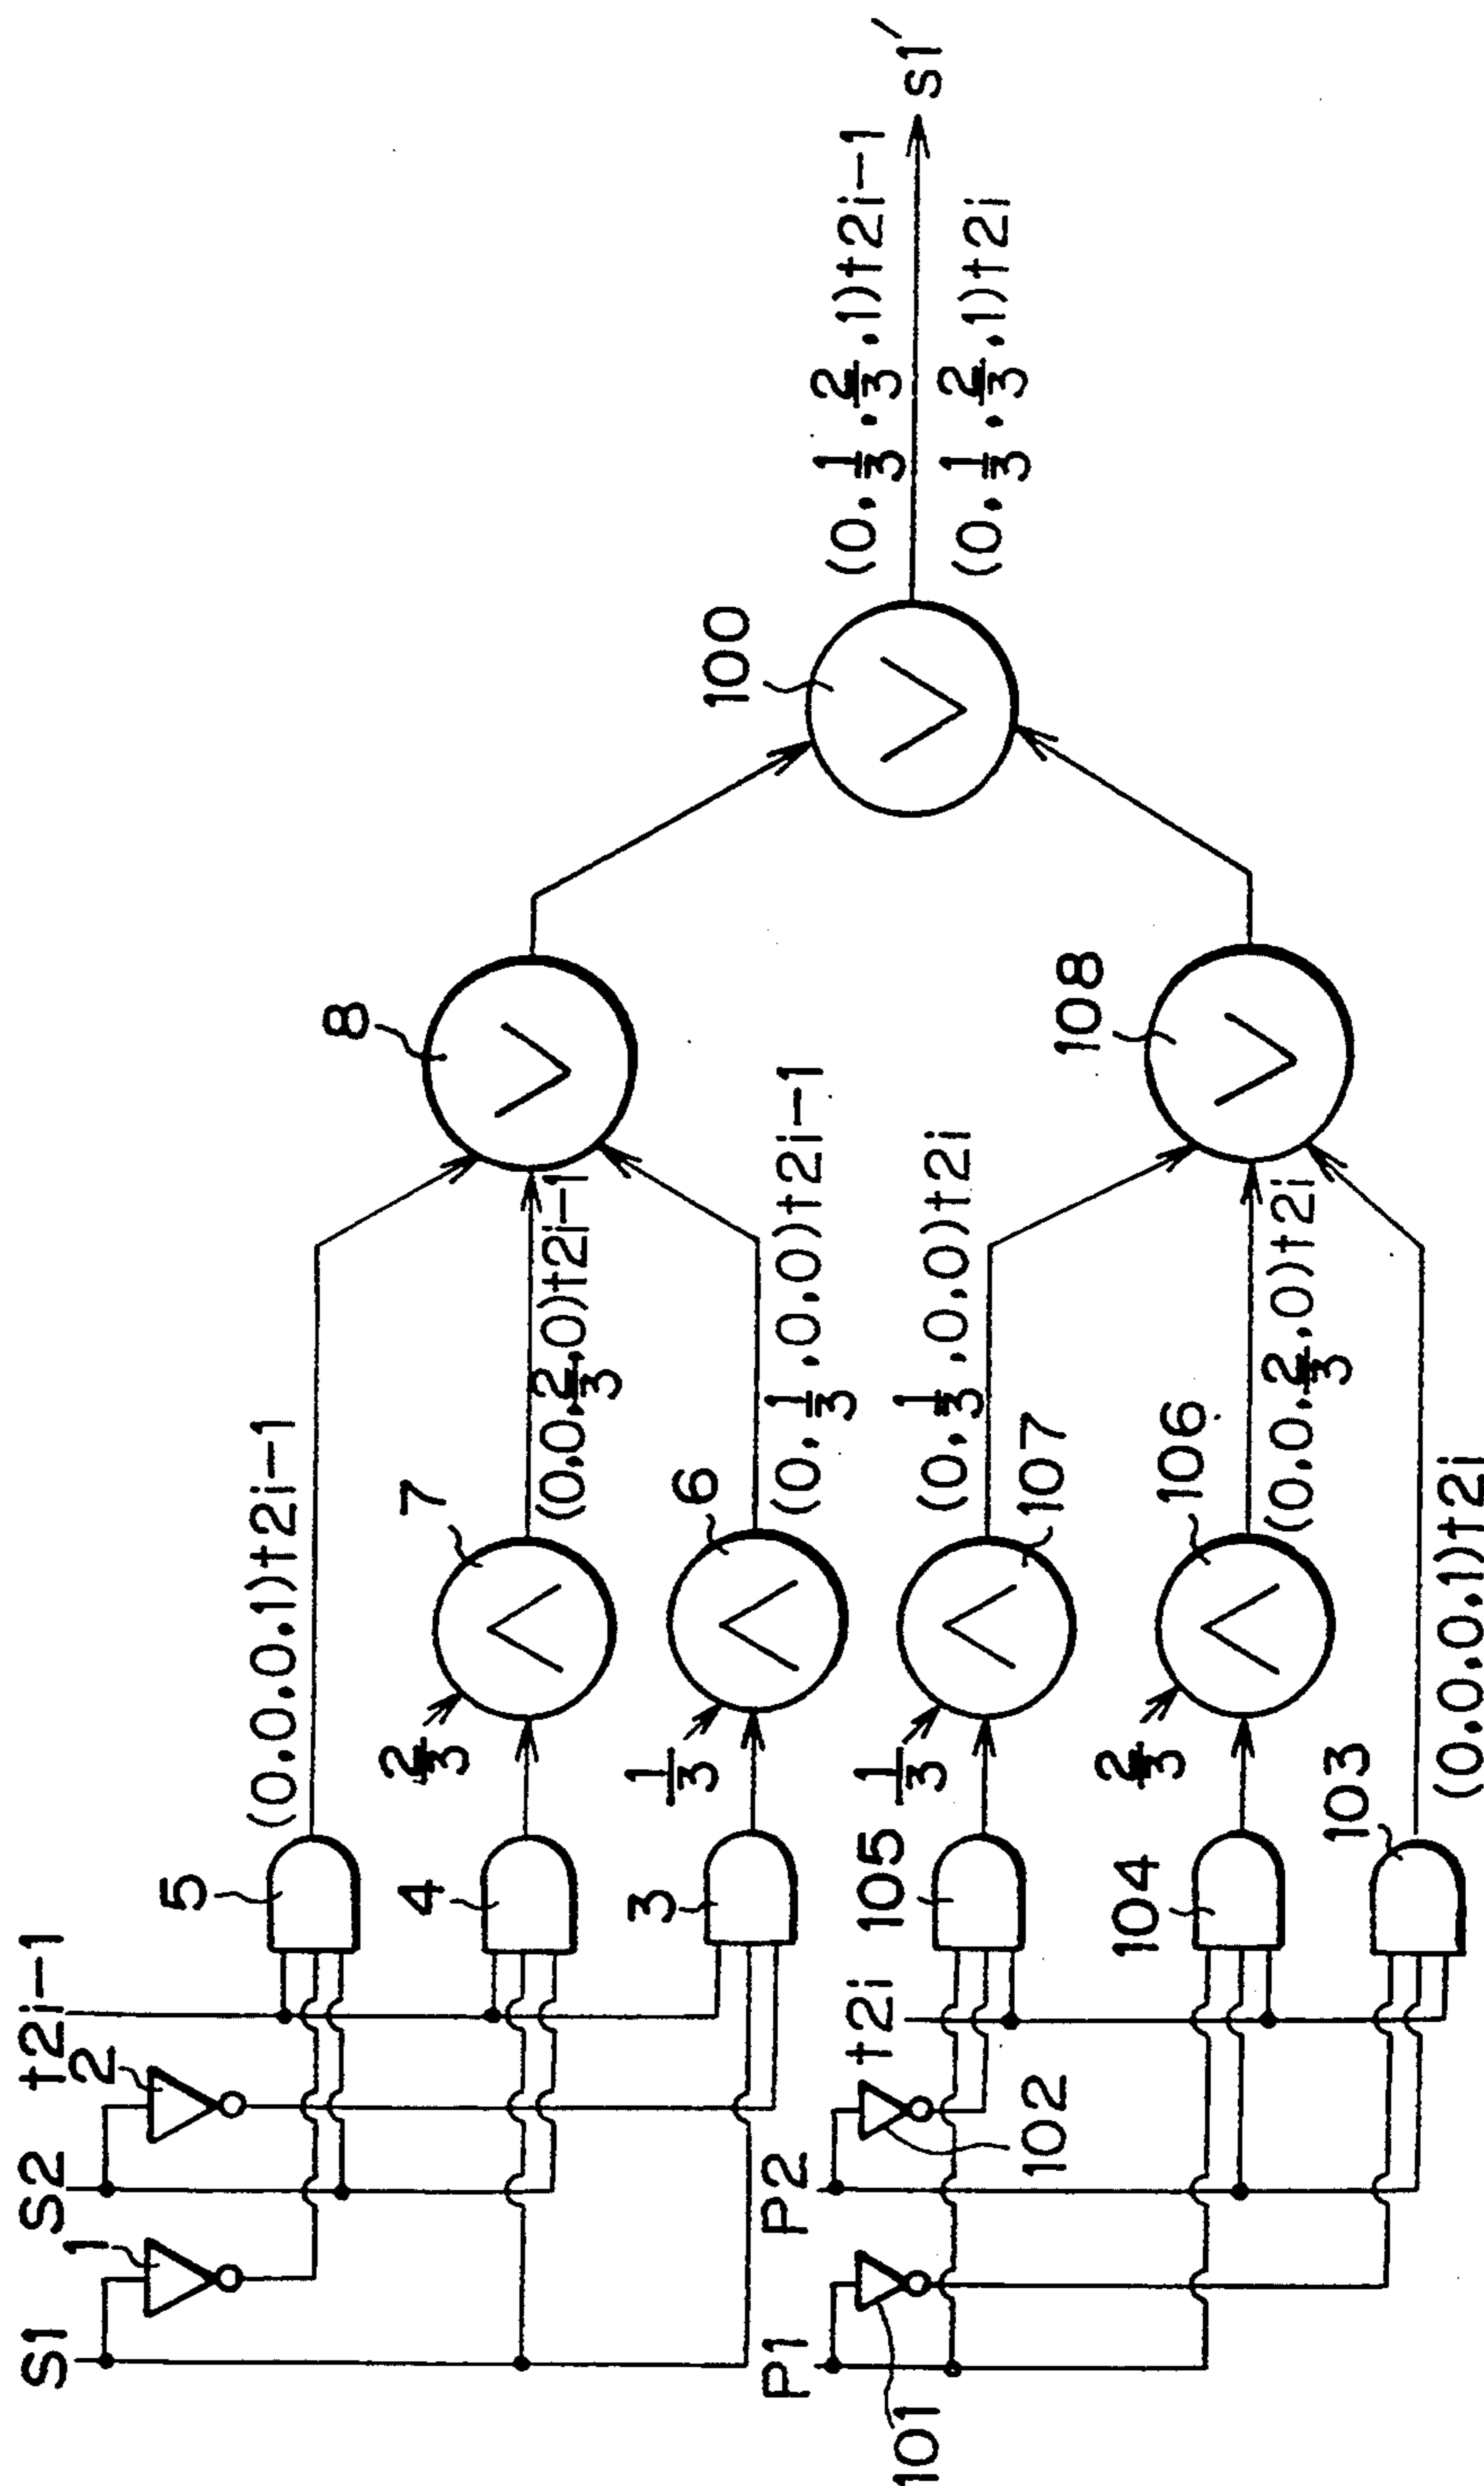 S1
S2
t2i-1
1
2
5
4
3
(0,0,0,1)t2i-1
2/3
7
(0,0,2/3,0)t2i-1
1/3
6
(0,1/3,0,0)t2i-1
8
P1
P2
t2i
101
102
105
104
103
1/3
107
(0,1/3,0,0)t2i
2/3
106
(0,0,2/3,0)t2i
(0,0,0,1)t2i
108
100
(0,1/3,2/3,1)t2i-1
(0,1/3,2/3,1)t2i
s1'